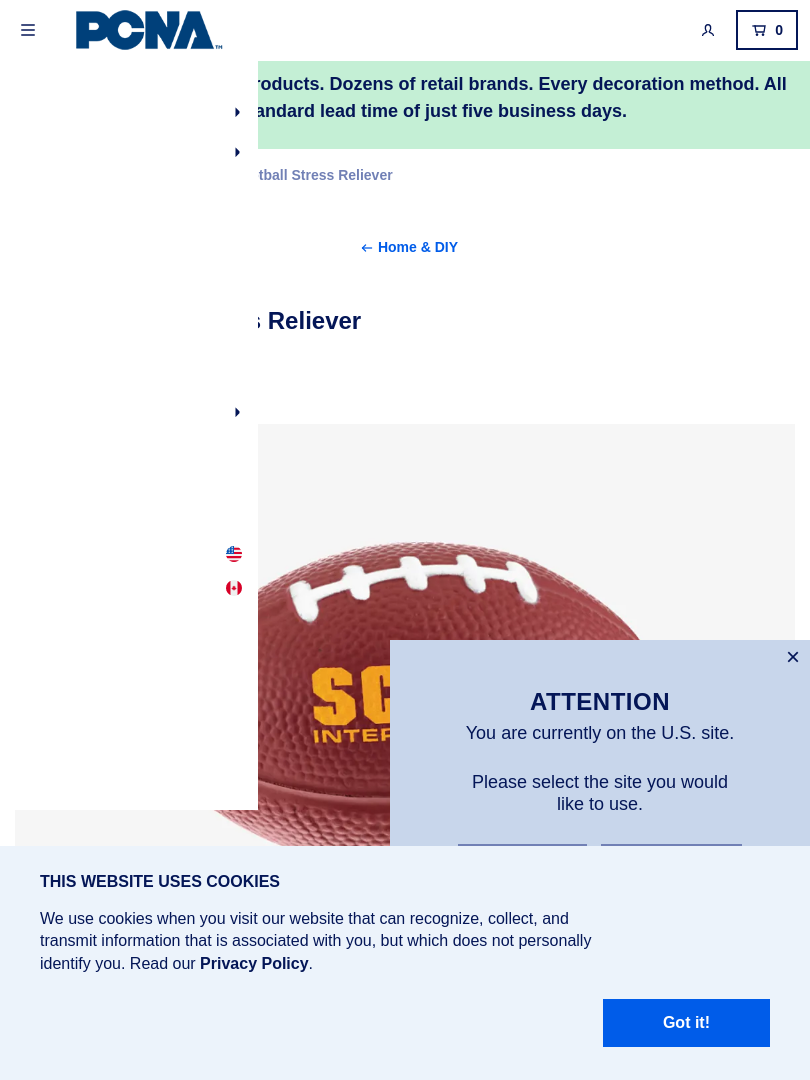 PCNA™
0
roducts. Dozens of retail brands. Every decoration method. All
andard lead time of just five business days.
tball Stress Reliever
← Home & DIY
s Reliever
SC
INTER
ATTENTION
You are currently on the U.S. site.
Please select the site you would
like to use.
THIS WEBSITE USES COOKIES
We use cookies when you visit our website that can recognize, collect, and
transmit information that is associated with you, but which does not personally
identify you. Read our Privacy Policy.
Got it!